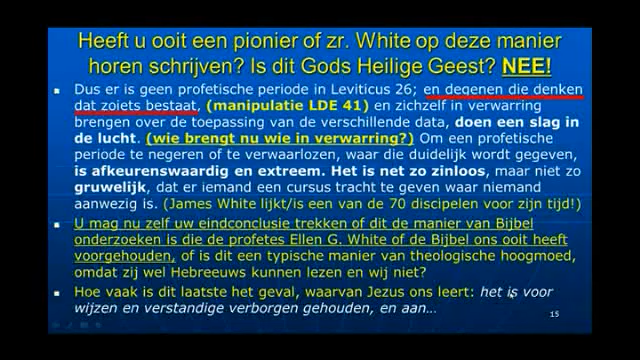 Heeft u ooit een pionier of zr. White op deze manier
horen schrijven? Is dit Gods Heilige Geest? NEE!
Dus er is geen profetische periode in Leviticus 26; en degenen die denken
dat zoiets bestaat, (manipulatie LDE 41) en zichzelf in verwarring
brengen over de toepassing van de verschillende data, doen een slag in
de lucht. (wie brengt nu wie in verwarring?) Om een profetische
periode te negeren of te verwaarlozen, waar die duidelijk wordt gegeven,
is afkeurenswaardig en extreem. Het is net zo zinloos, maar niet zo
gruwelijk, dat er iemand een cursus tracht te geven waar niemand
aanwezig is. (James White lijkt/is een van de 70 discipelen voor zijn tijd!)
U mag nu zelf uw eindconclusie trekken of dit de manier van Bijbel
onderzoeken is die de profetes Ellen G. White of de Bijbel ons ooit heeft
voorgehouden, of is dit een typische manier van theologische hoogmoed,
omdat zij wel Hebreeuws kunnen lezen en wij niet?
Hoe vaak is dit laatste het geval, waarvan Jezus ons leert: het is voor
wijzen en verstandige verborgen gehouden, en aan...
15